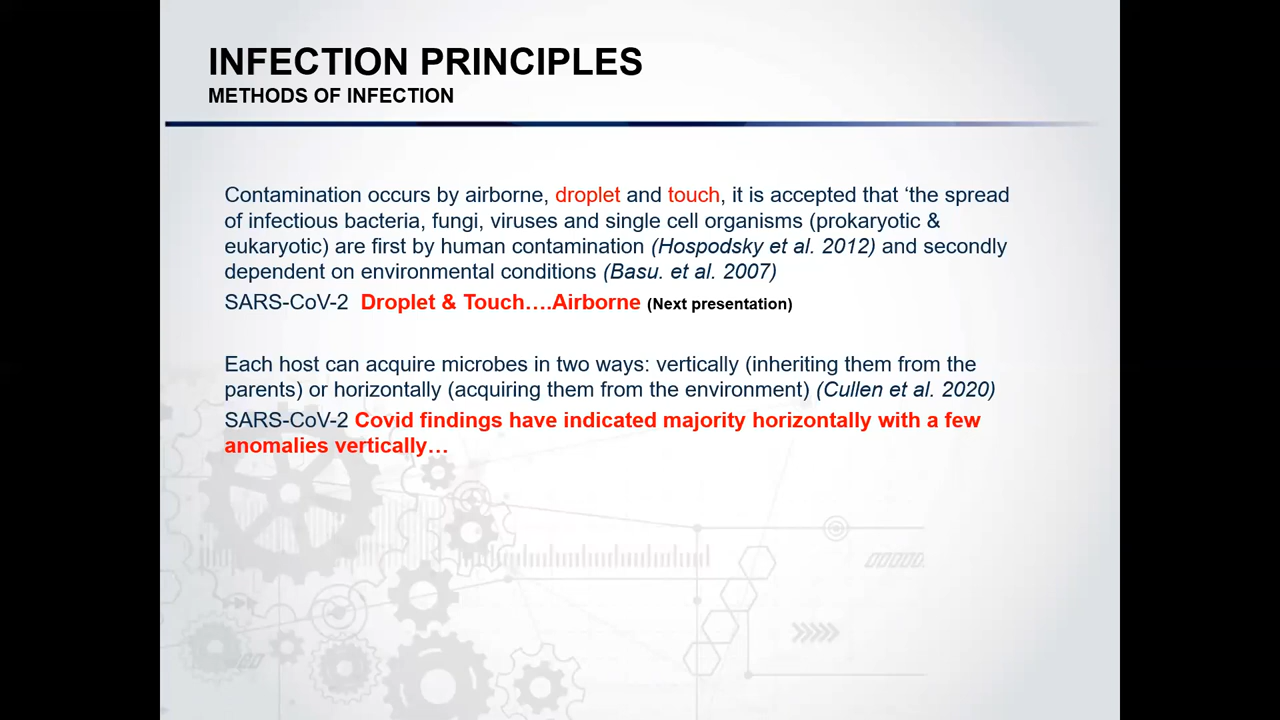 INFECTION PRINCIPLES
METHODS OF INFECTION
Contamination occurs by airborne, droplet and touch, it is accepted that ‘the spread
of infectious bacteria, fungi, viruses and single cell organisms (prokaryotic &
eukaryotic) are first by human contamination (Hospodsky et al. 2012) and secondly
dependent on environmental conditions (Basu. et al. 2007)
SARS-CoV-2 Droplet & Touch….Airborne (Next presentation)
Each host can acquire microbes in two ways: vertically (inheriting them from the
parents) or horizontally (acquiring them from the environment) (Cullen et al. 2020)
SARS-CoV-2 Covid findings have indicated majority horizontally with a few
anomalies vertically…